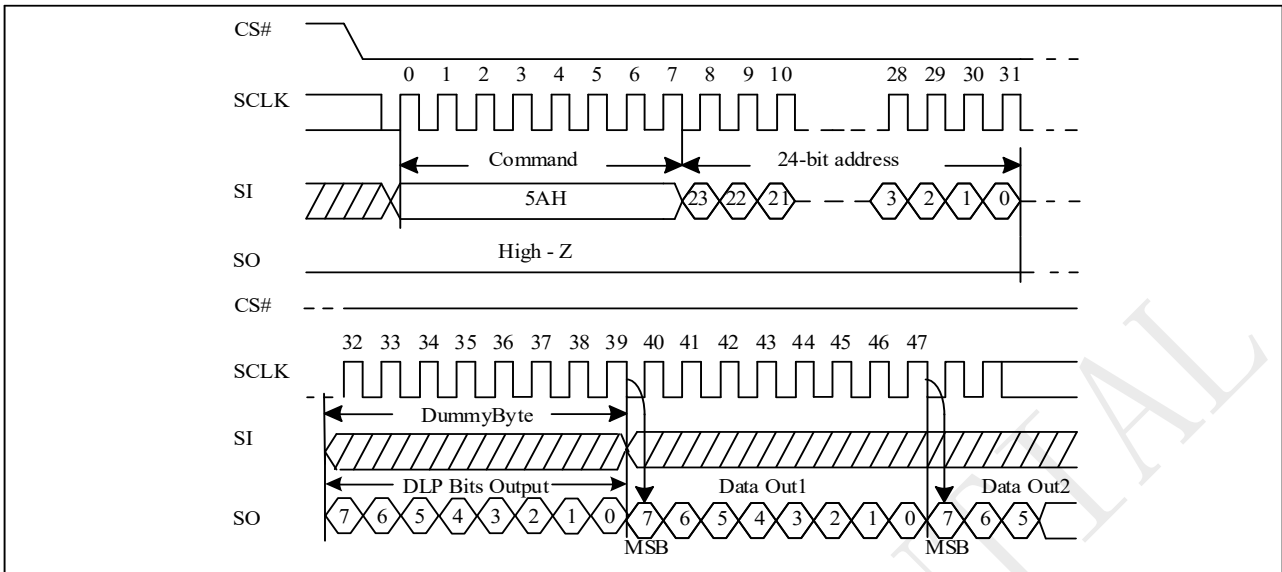 CS#
0 1 2 3 4 5 6 7 8 9 10 28 29 30 31
SCLK
Command 24-bit address
SI 5AH 23 22 21 3 2 1 0
High - Z
SO
CS#
32 33 34 35 36 37 38 39 40 41 42 43 44 45 46 47
SCLK
DummyByte
SI
DLP Bits Output Data Out1 Data Out2
SO 7 6 5 4 3 2 1 0 7 6 5 4 3 2 1 0 7 6 5
MSB MSB